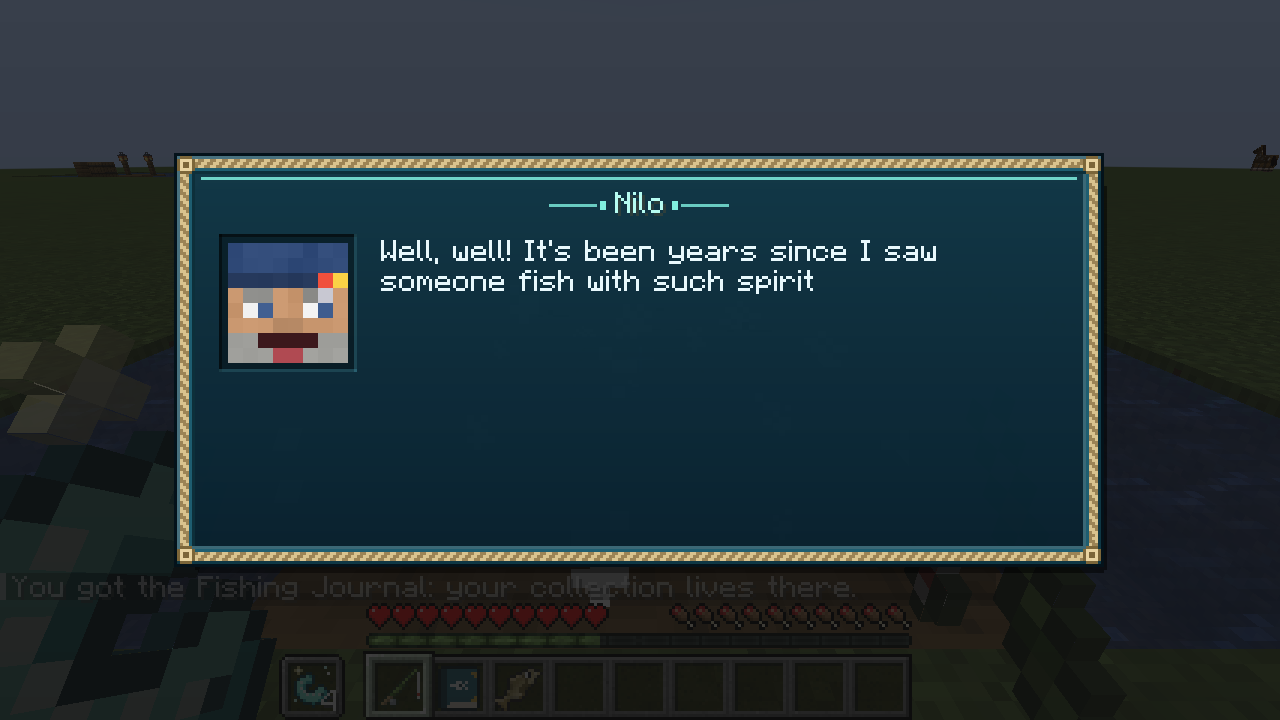 Nilo
Well, well! It's been years since I saw
someone fish with such spirit
You got the Fishing Journal: your collection lives there.